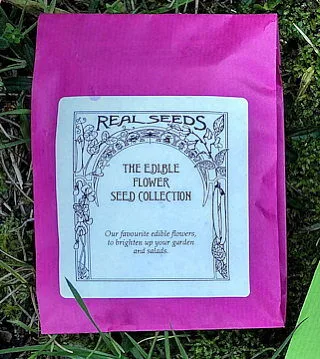 REAL SEEDS
THE EDIBLE
FLOWER
SEED COLLECTION
Our favourite edible flowers,
to brighten up your garden
and salads.